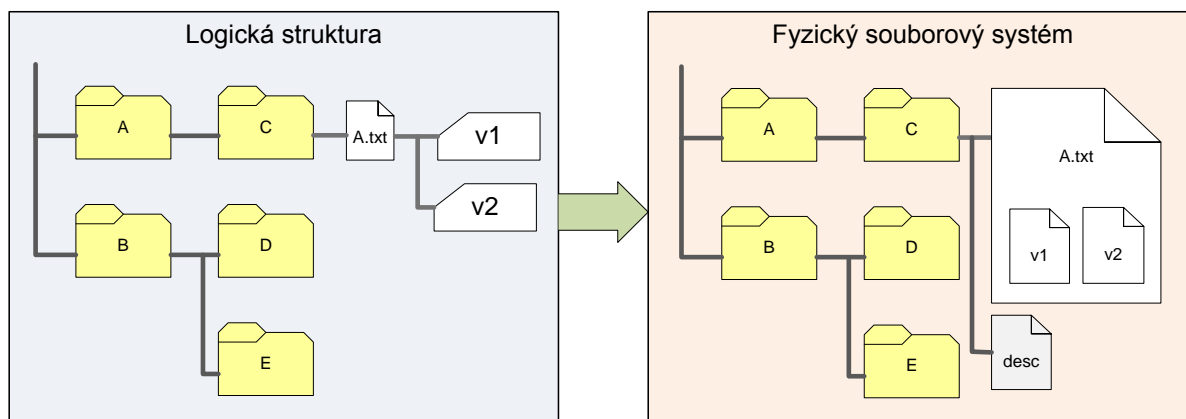 Logická struktura
A
C
A.txt
v1
v2
B
D
E
Fyzický souborový systém
A
C
A.txt
v1
v2
B
D
E
desc